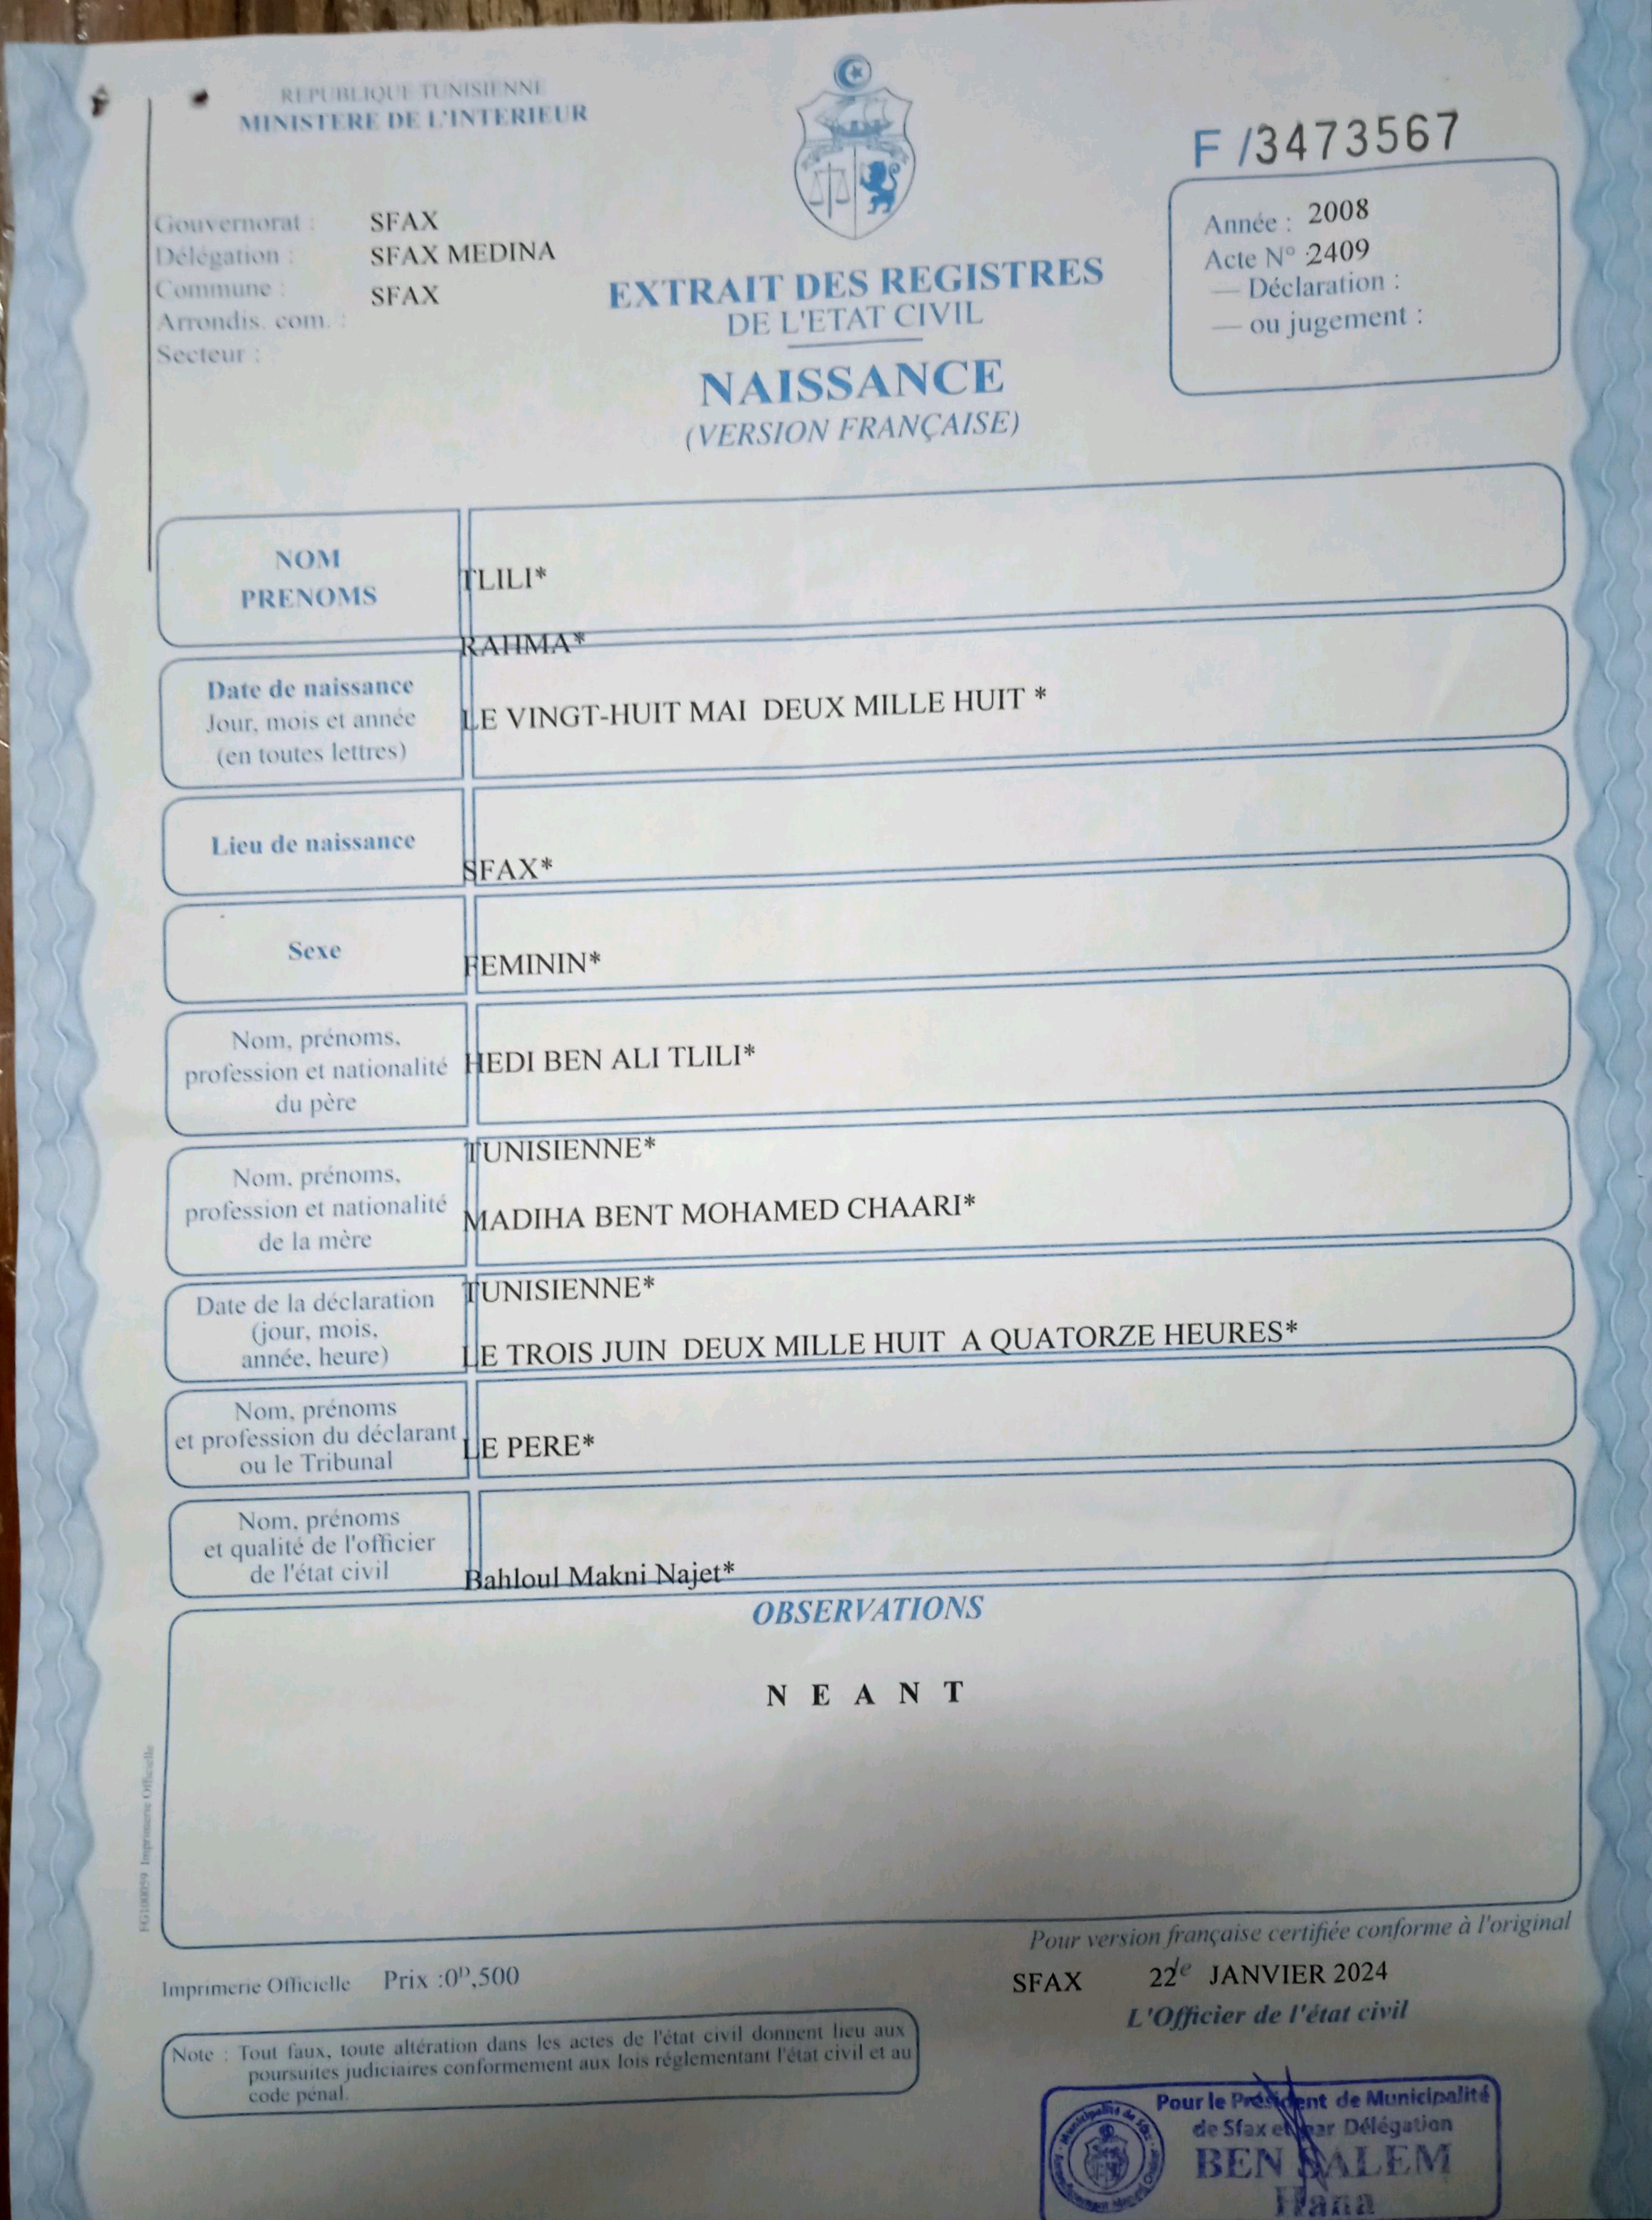 REPUBLIQUE TUNISIENNE
MINISTERE DE L'INTERIEUR
F /3473567
Gouvernorat : SFAX
Délégation : SFAX MEDINA
Commune : SFAX
Arrondis. com. :
Secteur :
Année : 2008
Acte N° :2409
— Déclaration :
— ou jugement :
EXTRAIT DES REGISTRES
DE L'ETAT CIVIL
NAISSANCE
(VERSION FRANÇAISE)
NOM
PRENOMS
TLILI*
RAHMA*
Date de naissance
Jour, mois et année
(en toutes lettres)
LE VINGT-HUIT MAI DEUX MILLE HUIT *
Lieu de naissance
SFAX*
Sexe
FEMININ*
Nom, prénoms,
profession et nationalité
du père
HEDI BEN ALI TLILI*
TUNISIENNE*
Nom, prénoms,
profession et nationalité
de la mère
MADIHA BENT MOHAMED CHAARI*
TUNISIENNE*
Date de la déclaration
(jour, mois,
année, heure)
LE TROIS JUIN DEUX MILLE HUIT A QUATORZE HEURES*
Nom, prénoms
et profession du déclarant
ou le Tribunal
LE PERE*
Nom, prénoms
et qualité de l'officier
de l'état civil
Bahloul Makni Najet*
OBSERVATIONS
N E A N T
Imprimerie Officielle
Pour version française certifiée conforme à l'original
Imprimerie Officielle Prix :0ᴰ,500
SFAX 22 le JANVIER 2024
L'Officier de l'état civil
Note : Tout faux, toute altération dans les actes de l'état civil donnent lieu aux
poursuites judiciaires conformement aux lois réglementant l'état civil et au
code pénal.
Pour le Président de Municipalité
de Sfax et par Délégation
BEN SALEM
Hana